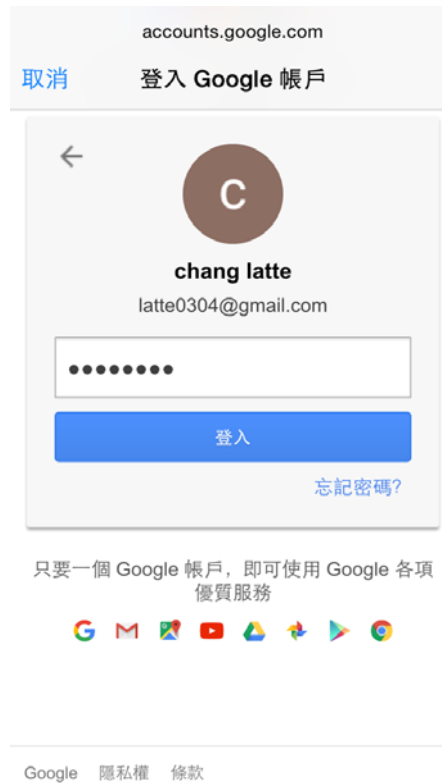 accounts.google.com
取消 登入 Google 帳戶
C
chang latte
latte0304@gmail.com
••••••••
登入
忘記密碼?
只要一個 Google 帳戶，即可使用 Google 各項
優質服務
Google 隱私權 條款